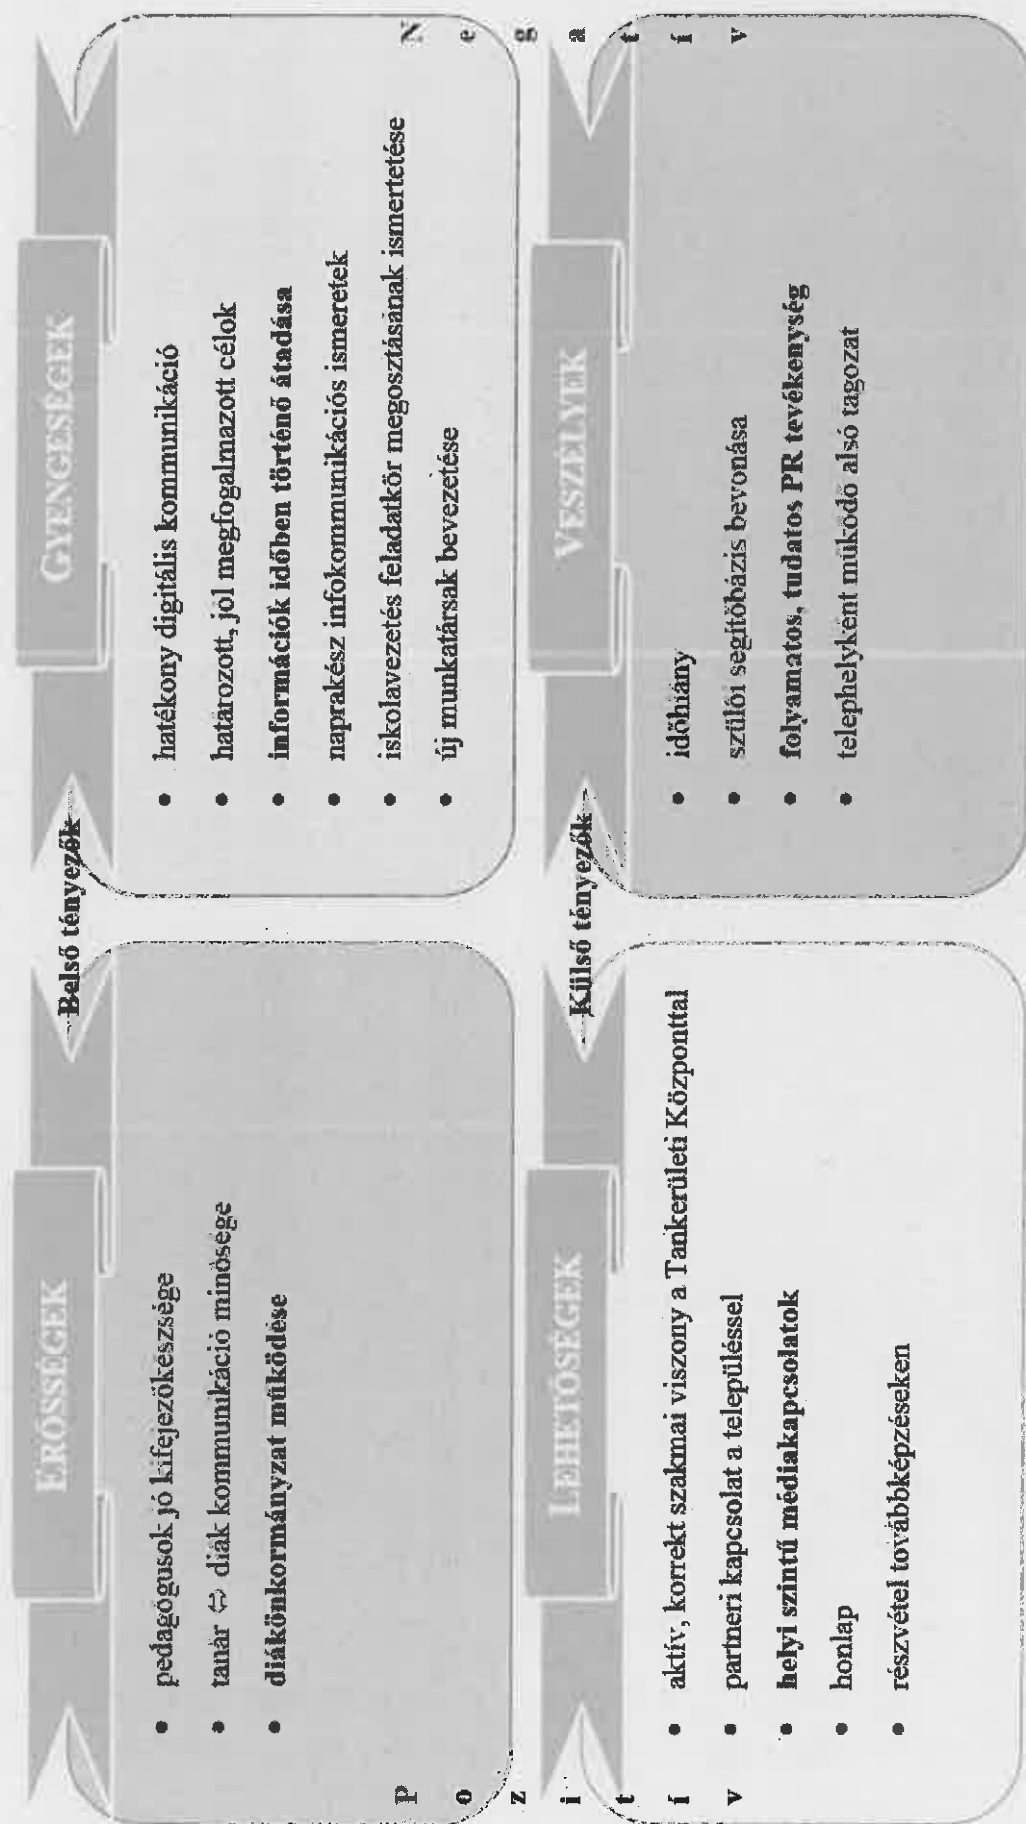 Belső tényezők
ERŐSSÉGEK
pedagógusok jó kifejezőkészsége
tanár ⇔ diák kommunikáció minősége
diákönkormányzat működése
GYENGESÉGEK
hatékony digitális kommunikáció
határozott, jól megfogalmazott célok
információk időben történő átadása
naprakész infokommunikációs ismeretek
iskolavezetés feladatkör megosztásának ismertetése
új munkatársak bevezetése
Pozitív
Negatív
Külső tényezők
LEHETŐSÉGEK
aktív, korrekt szakmai viszony a Tankerületi Központtal
partneri kapcsolat a településsel
helyi szintű médiakapcsolatok
honlap
részvétel továbbképzéseken
VESZÉLYEK
időhiány
szülői segítőbázis bevonása
folyamatos, tudatos PR tevékenység
telephelyként működő alsó tagozat